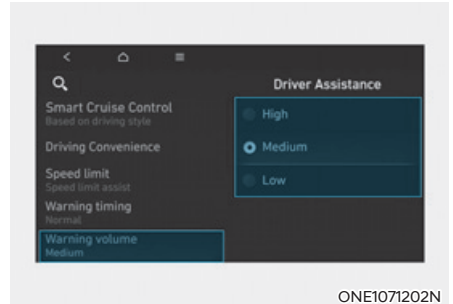 Driver Assistance
Smart Cruise Control
Based on driving style
Driving Convenience
Speed limit
Speed limit assist
Warning timing
Normal
Warning volume
Medium
High
Medium
Low
ONE1071202N